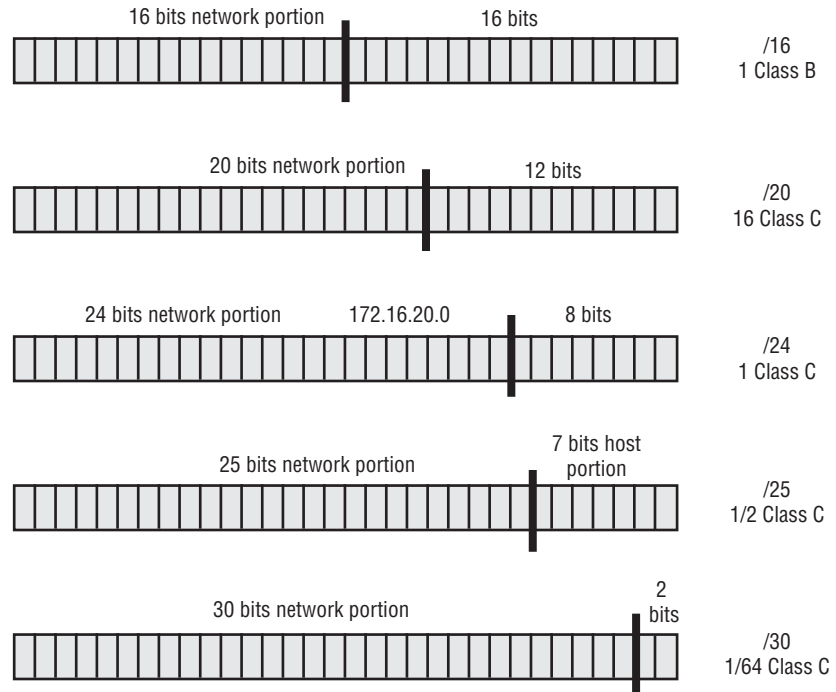 16 bits network portion
16 bits
/16
1 Class B
20 bits network portion
12 bits
/20
16 Class C
24 bits network portion
172.16.20.0
8 bits
/24
1 Class C
25 bits network portion
7 bits host
portion
/25
1/2 Class C
30 bits network portion
2
bits
/30
1/64 Class C